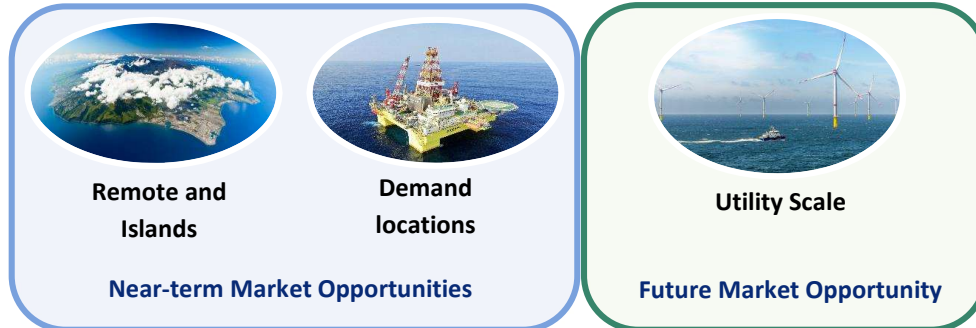 Remote and
Islands
Demand
locations
Near-term Market Opportunities
Utility Scale
Future Market Opportunity